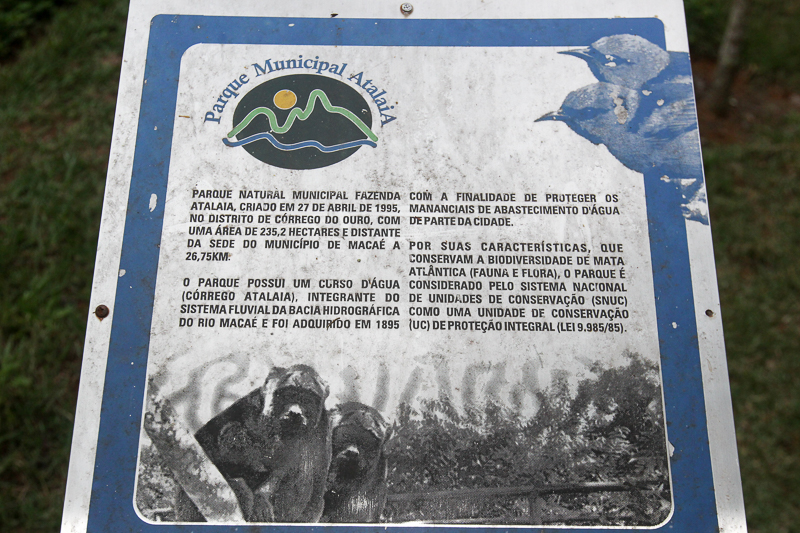 Parque Municipal AtalaiA
PARQUE NATURAL MUNICIPAL FAZENDA
ATALAIA, CRIADO EM 27 DE ABRIL DE 1995,
NO DISTRITO DE CÓRREGO DO OURO, COM
UMA ÁREA DE 235,2 HECTARES E DISTANTE
DA SEDE DO MUNICÍPIO DE MACAÉ A
26,75KM.
O PARQUE POSSUI UM CURSO D'ÁGUA
(CÓRREGO ATALAIA), INTEGRANTE DO
SISTEMA FLUVIAL DA BACIA HIDROGRÁFICA
DO RIO MACAÉ E FOI ADQUIRIDO EM 1895
COM A FINALIDADE DE PROTEGER OS
MANANCIAIS DE ABASTECIMENTO D'ÁGUA
DE PARTE DA CIDADE.
POR SUAS CARACTERÍSTICAS, QUE
CONSERVAM A BIODIVERSIDADE DE MATA
ATLÂNTICA (FAUNA E FLORA), O PARQUE É
CONSIDERADO PELO SISTEMA NACIONAL
DE UNIDADES DE CONSERVAÇÃO (SNUC)
COMO UMA UNIDADE DE CONSERVAÇÃO
(UC) DE PROTEÇÃO INTEGRAL (LEI 9.985/85).